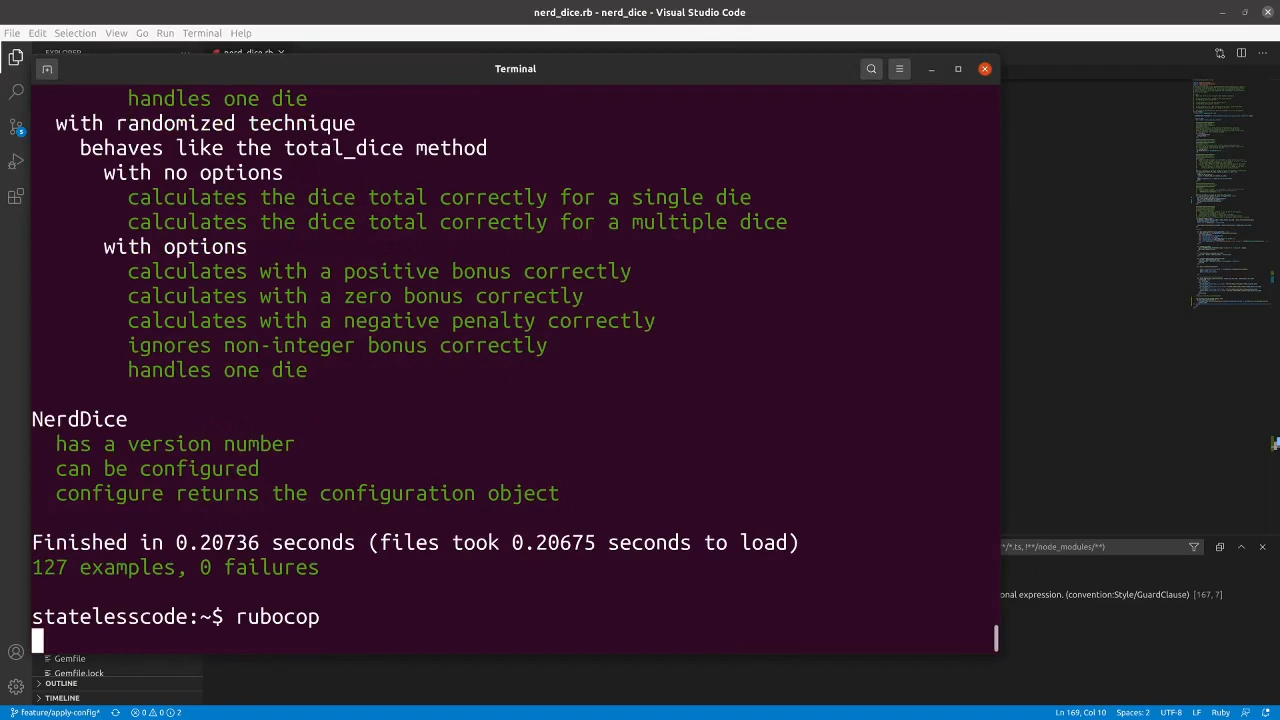 nerd_dice.rb - nerd_dice - Visual Studio Code
File Edit Selection View Go Run Terminal Help
Terminal
handles one die
with randomized technique
behaves like the total_dice method
with no options
calculates the dice total correctly for a single die
calculates the dice total correctly for a multiple dice
with options
calculates with a positive bonus correctly
calculates with a zero bonus correctly
calculates with a negative penalty correctly
ignores non-integer bonus correctly
handles one die
NerdDice
has a version number
can be configured
configure returns the configuration object
Finished in 0.20736 seconds (files took 0.20675 seconds to load)
127 examples, 0 failures
statelesscode:~$ rubocop
/*.ts, !**/node_modules/**)
onal expression. (convention:Style/GuardClause) [167, 7]
Gemfile
Gemfile.lock
OUTLINE
TIMELINE
feature/apply-config* 0 0 2 Ln 169, Col 10 Spaces: 2 UTF-8 LF Ruby